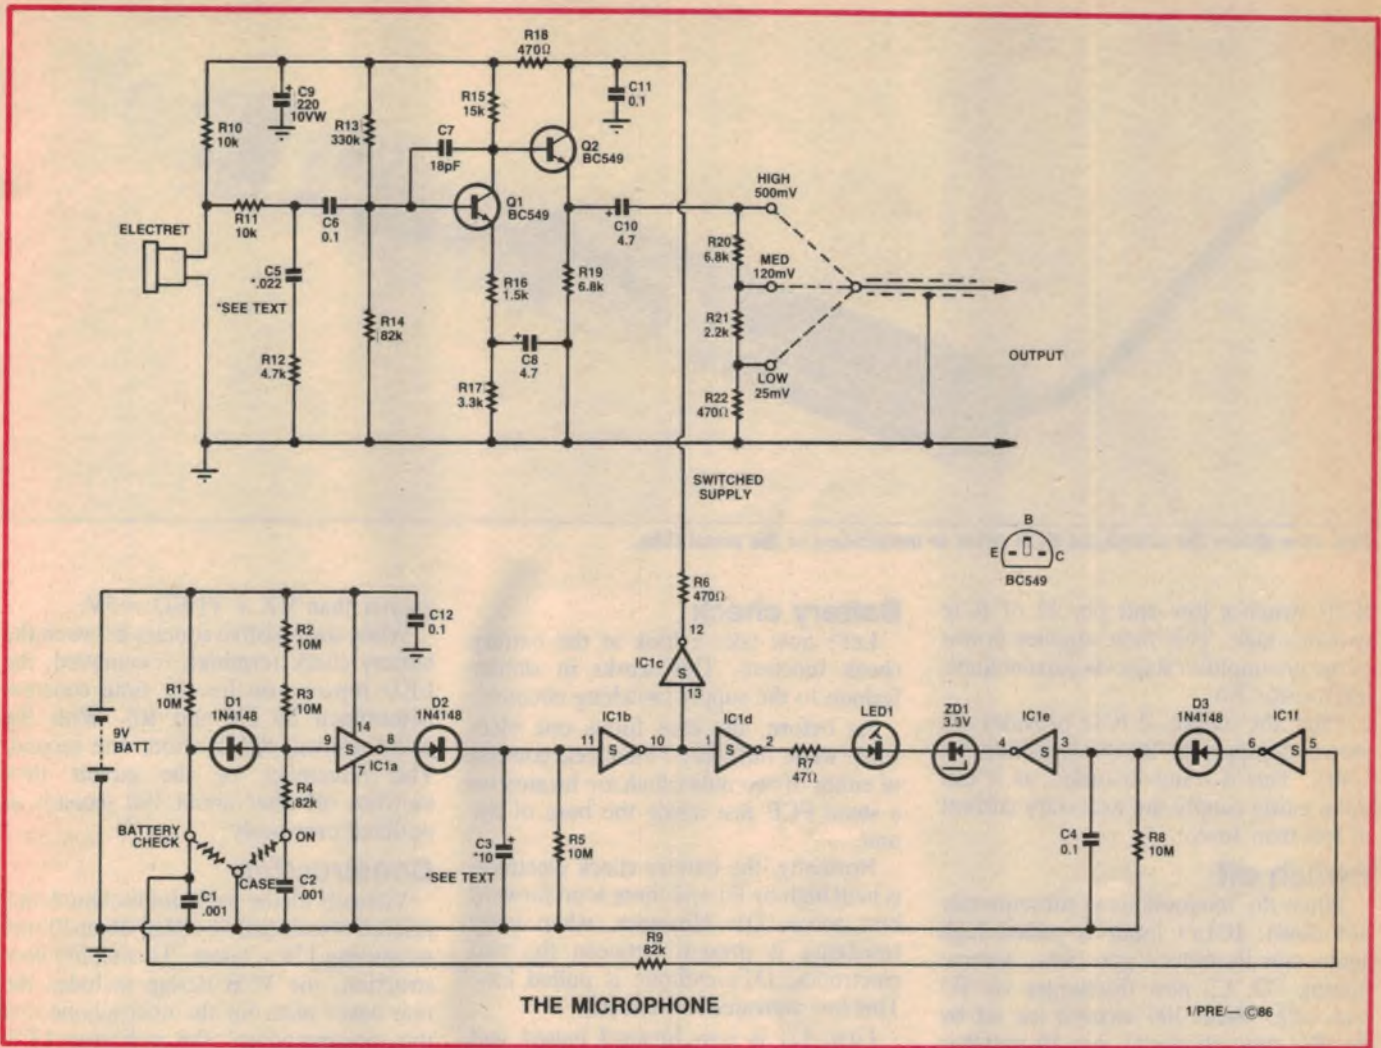 R18
470Ω
C9
220
10VW
R15
15k
C11
0.1
R10
10k
R13
330k
C7
18pF
Q2
BC549
HIGH
500mV
R11
10k
C6
0.1
Q1
BC549
C10
4.7
ELECTRET
R20
6.8k
MED
120mV
C5
*.022
R16
1.5k
R19
6.8k
*SEE TEXT
R14
82k
R21
2.2k
C8
4.7
OUTPUT
R12
4.7k
R17
3.3k
LOW
25mV
R22
470Ω
SWITCHED
SUPPLY
B
E C
BC549
R6
470Ω
12
C12
0.1
R2
10M
IC1c
S
13
R1
10M
D1
1N4148
R3
10M
14
D2
1N4148
IC1b
IC1d
LED1
ZD1
3.3V
IC1e
D3
1N4148
IC1f
9V
BATT
9 S 8
11 S 10
1 S 2
4 S 3
6 S 5
7 IC1a
R7
47Ω
R4
82k
BATTERY
CHECK
ON
CASE
C3
*10
R5
10M
C4
0.1
R8
10M
*SEE TEXT
C1
.001
C2
.001
R9
82k
THE MICROPHONE
1/PRE/—©86
Battery check